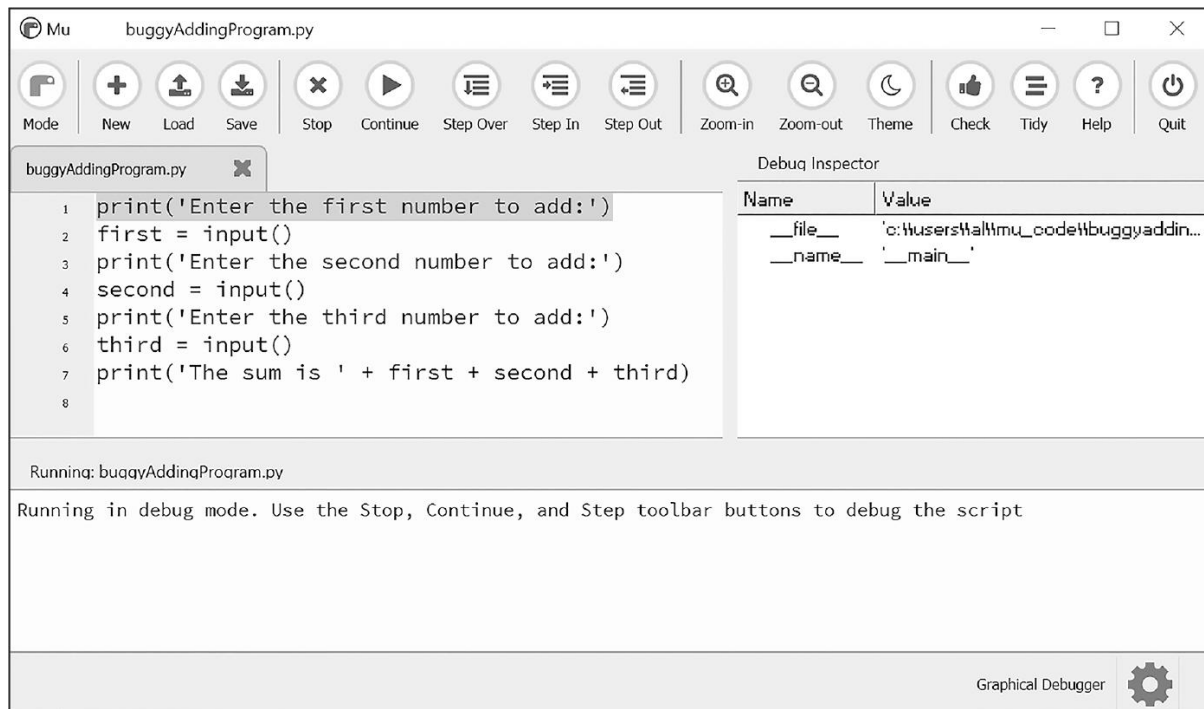 Mu buggyAddingProgram.py
Mode New Load Save Stop Continue Step Over Step In Step Out Zoom-in Zoom-out Theme Check Tidy Help Quit
buggyAddingProgram.py
1 print('Enter the first number to add:')
2 first = input()
3 print('Enter the second number to add:')
4 second = input()
5 print('Enter the third number to add:')
6 third = input()
7 print('The sum is ' + first + second + third)
8
Debug Inspector
Name Value
__file__ 'c:\\users\\al\\mu_code\\buggyaddin...
__name__ '__main__'
Running: buggyAddingProgram.py
Running in debug mode. Use the Stop, Continue, and Step toolbar buttons to debug the script
Graphical Debugger